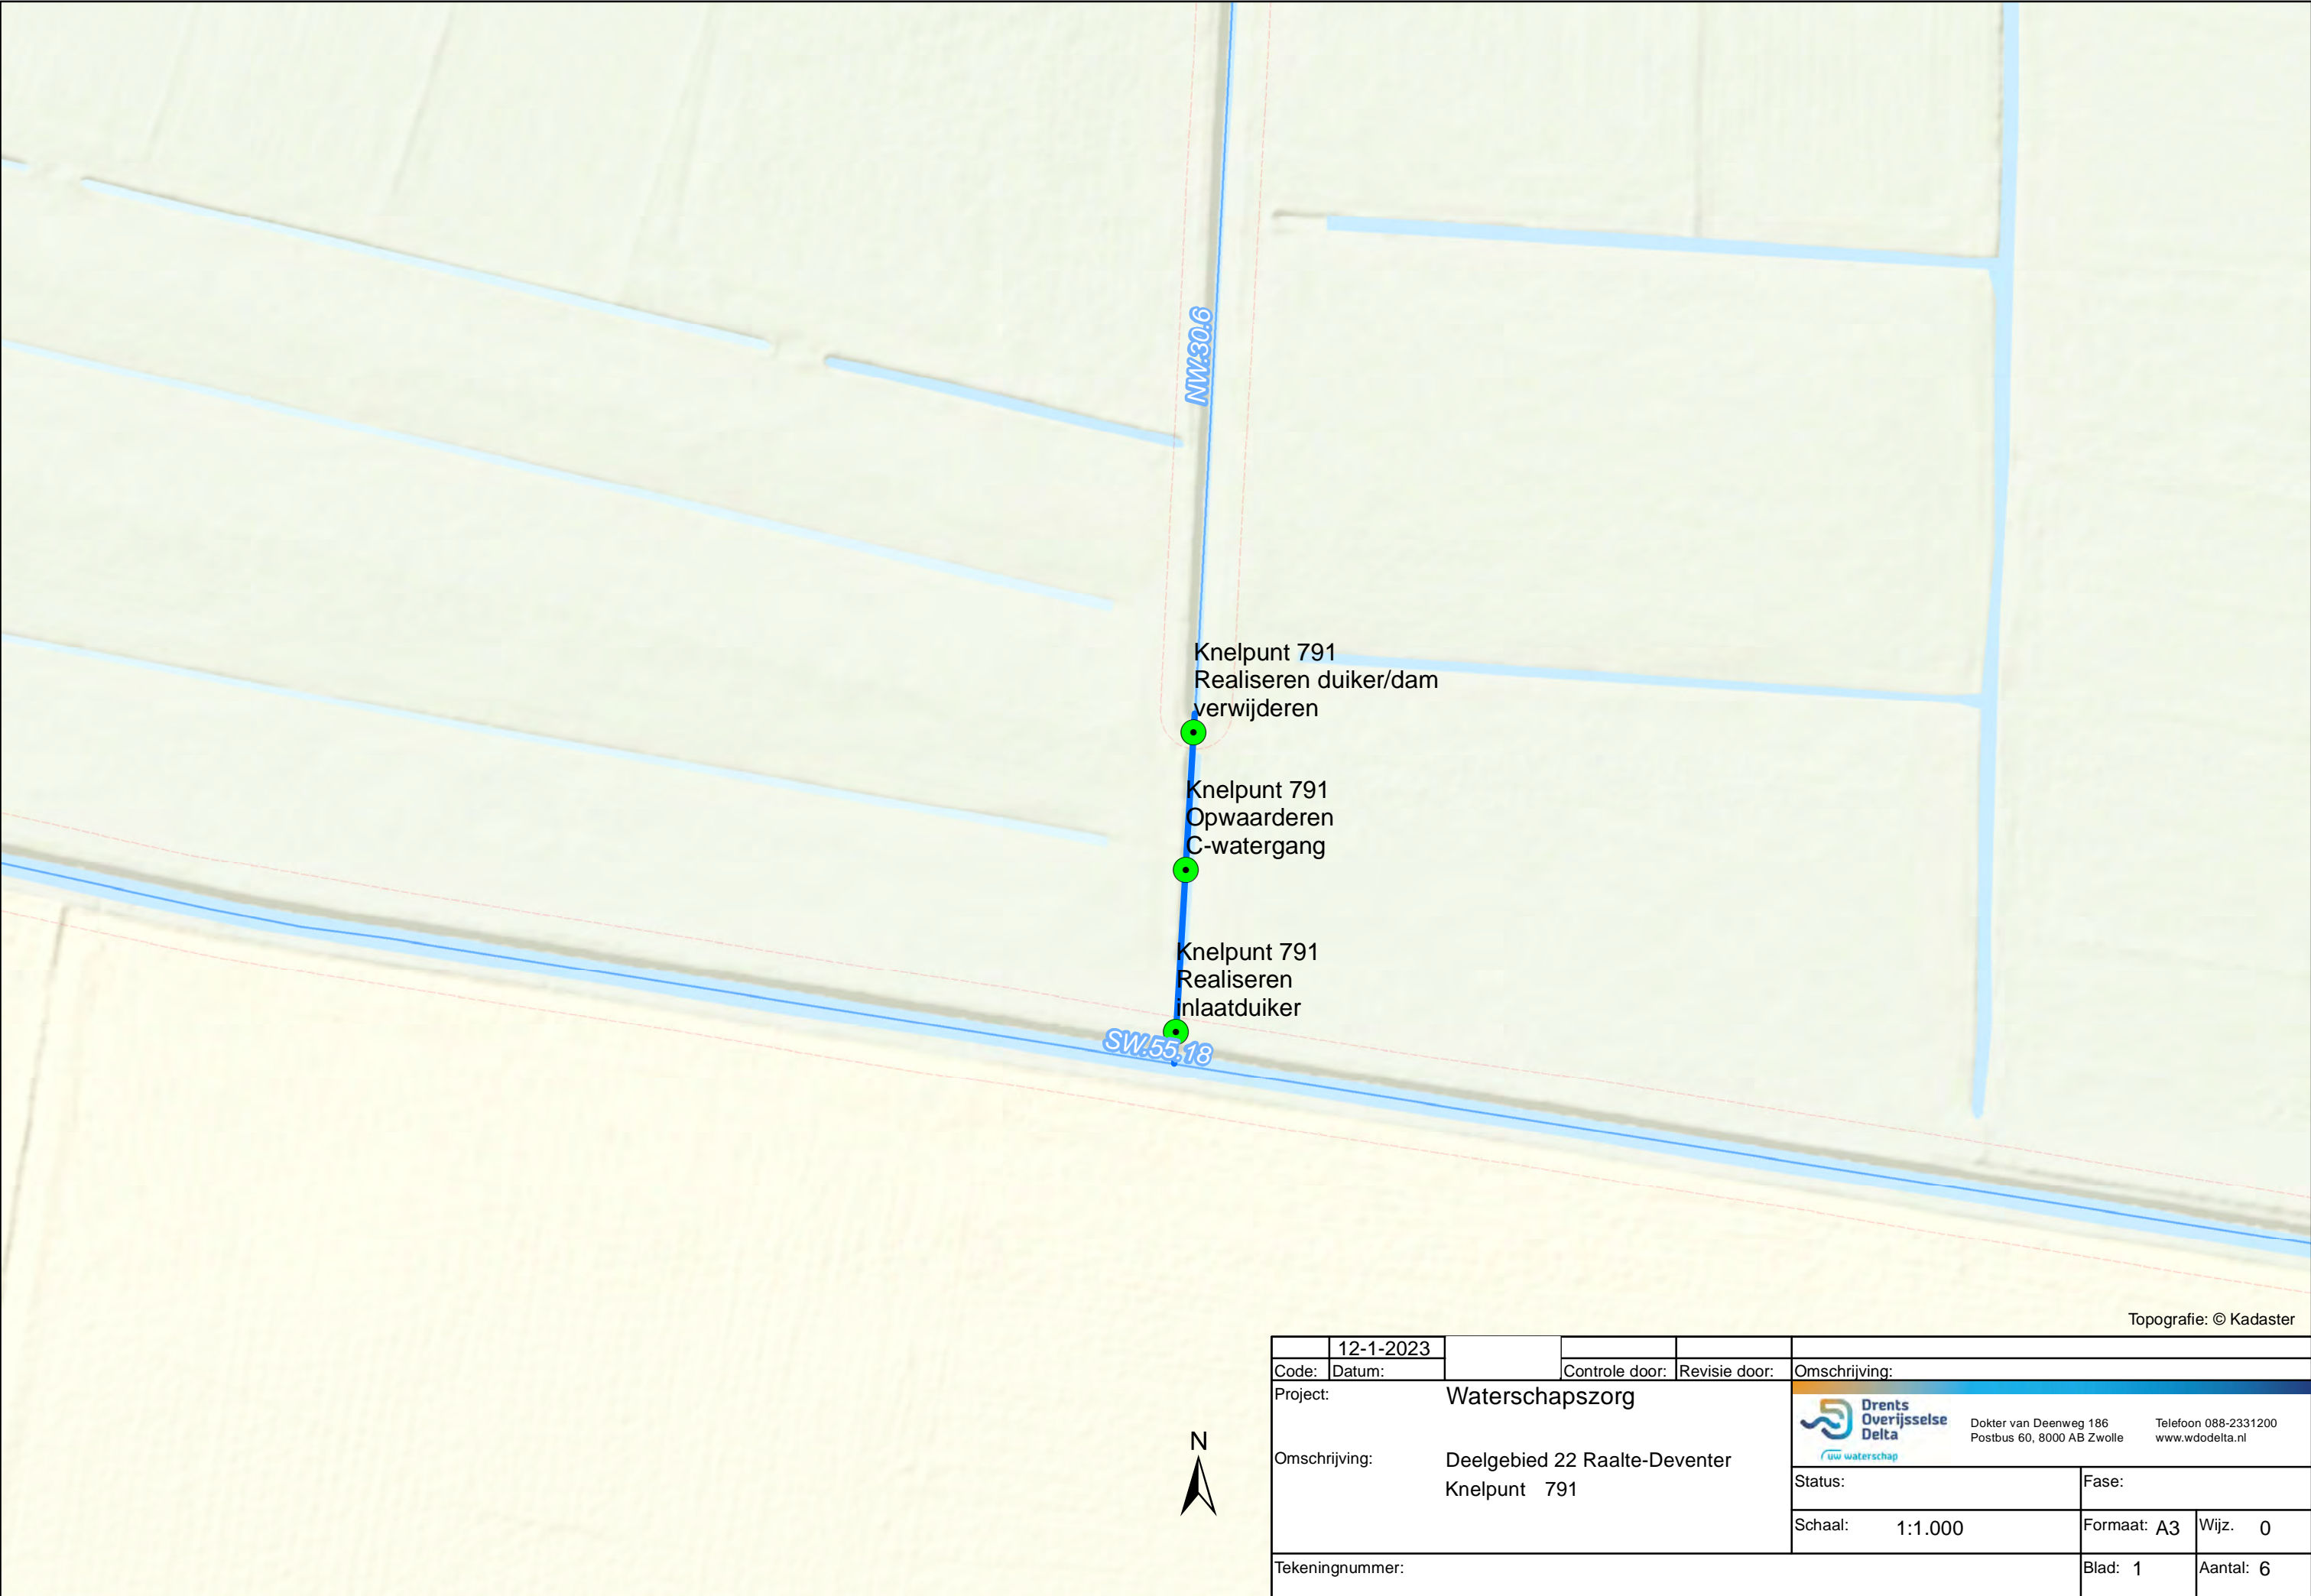 NW.30.6
Knelpunt 791
Realiseren duiker/dam
verwijderen
Knelpunt 791
Opwaarderen
C-watergang
Knelpunt 791
Realiseren
inlaatduiker
SW.55.18
Topografie: © Kadaster
N
12-1-2023
Code: Datum: Controle door: Revisie door: Omschrijving:
Project: Waterschapszorg
Omschrijving: Deelgebied 22 Raalte-Deventer
Knelpunt 791
Tekeningnummer:
Drents
Overijsselse
Delta
uw waterschap
Dokter van Deenweg 186
Postbus 60, 8000 AB Zwolle
Telefoon 088-2331200
www.wdodelta.nl
Status: Fase:
Schaal: 1:1.000 Formaat: A3 Wijz. 0
Blad: 1 Aantal: 6